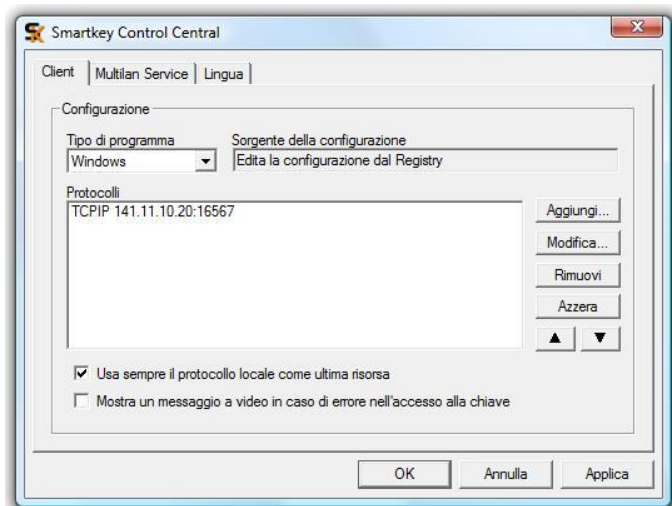 Smartkey Control Central
Client Multilan Service Lingua
Configurazione
Tipo di programma Sorgente della configurazione
Windows Edita la configurazione dal Registry
Protocolli
TCPIP 141.11.10.20:16567
Aggiungi...
Modifica...
Rimuovi
Azzera
Usa sempre il protocollo locale come ultima risorsa
Mostra un messaggio a video in caso di errore nell'accesso alla chiave
OK Annulla Applica